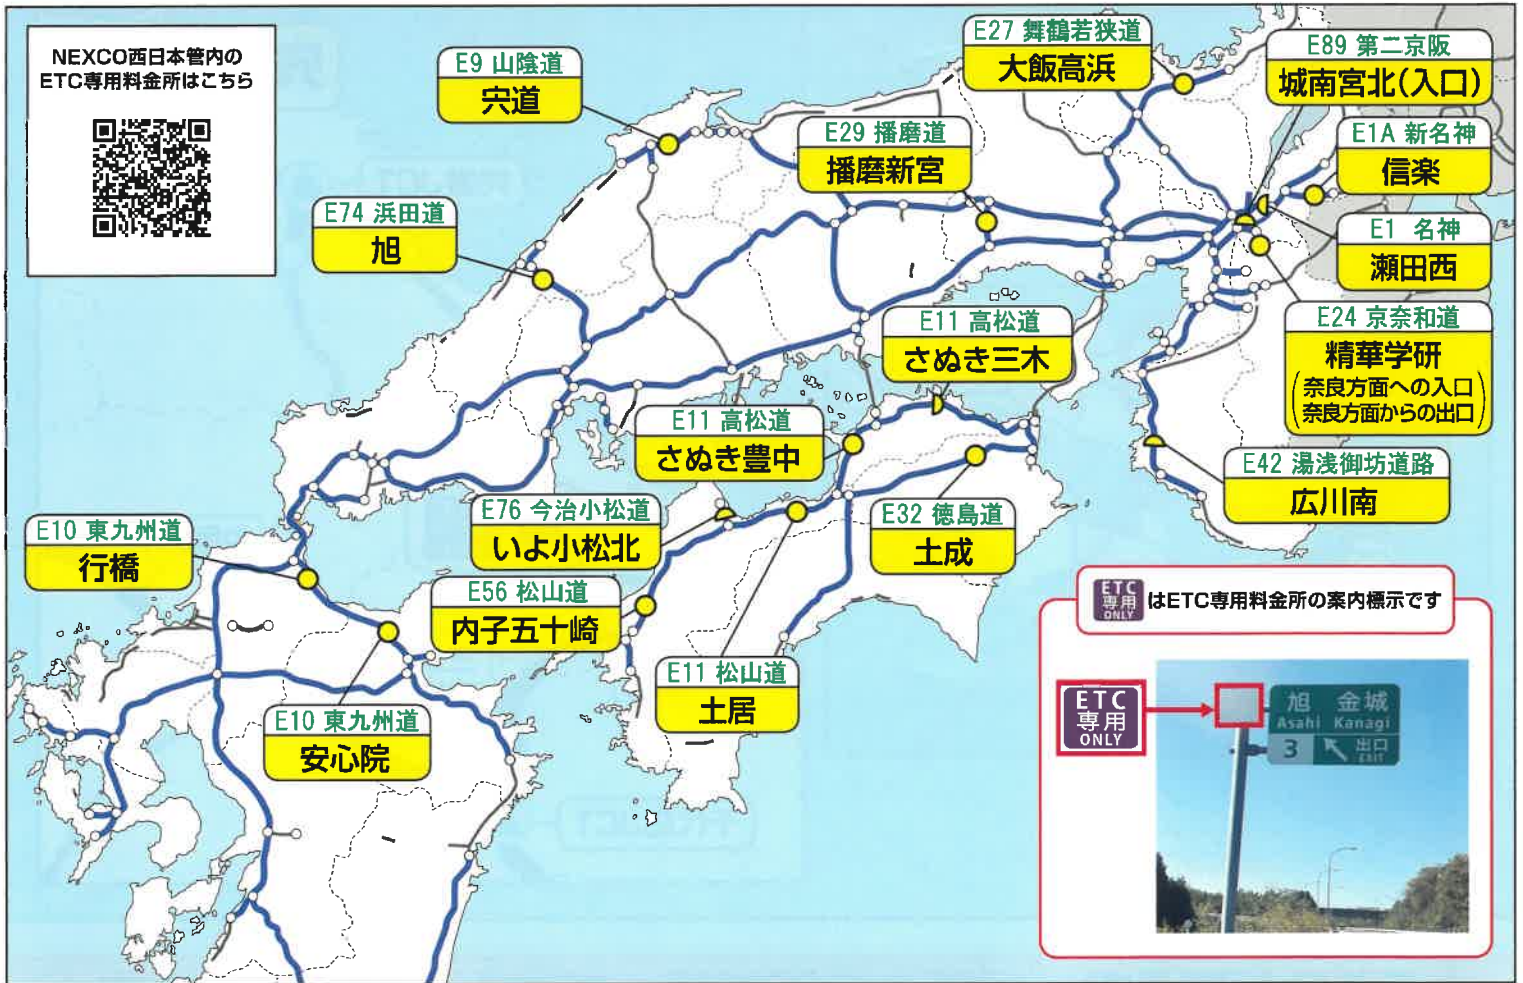 NEXCO西日本管内の
ETC専用料金所はこちら
E9 山陰道
宍道
E27 舞鶴若狭道
大飯高浜
E89 第二京阪
城南宮北(入口)
E29 播磨道
播磨新宮
E1A 新名神
信楽
E74 浜田道
旭
E1 名神
瀬田西
E24 京奈和道
精華学研
(奈良方面への入口
奈良方面からの出口)
E11 高松道
さぬき三木
E11 高松道
さぬき豊中
E42 湯浅御坊道路
広川南
E76 今治小松道
いよ小松北
E32 徳島道
土成
E10 東九州道
行橋
E56 松山道
内子五十崎
E11 松山道
土居
E10 東九州道
安心院
ETC
専用
ONLY
はETC専用料金所の案内標示です
ETC
専用
ONLY
旭 金城
Asahi Kanagi
3 出口
EXIT